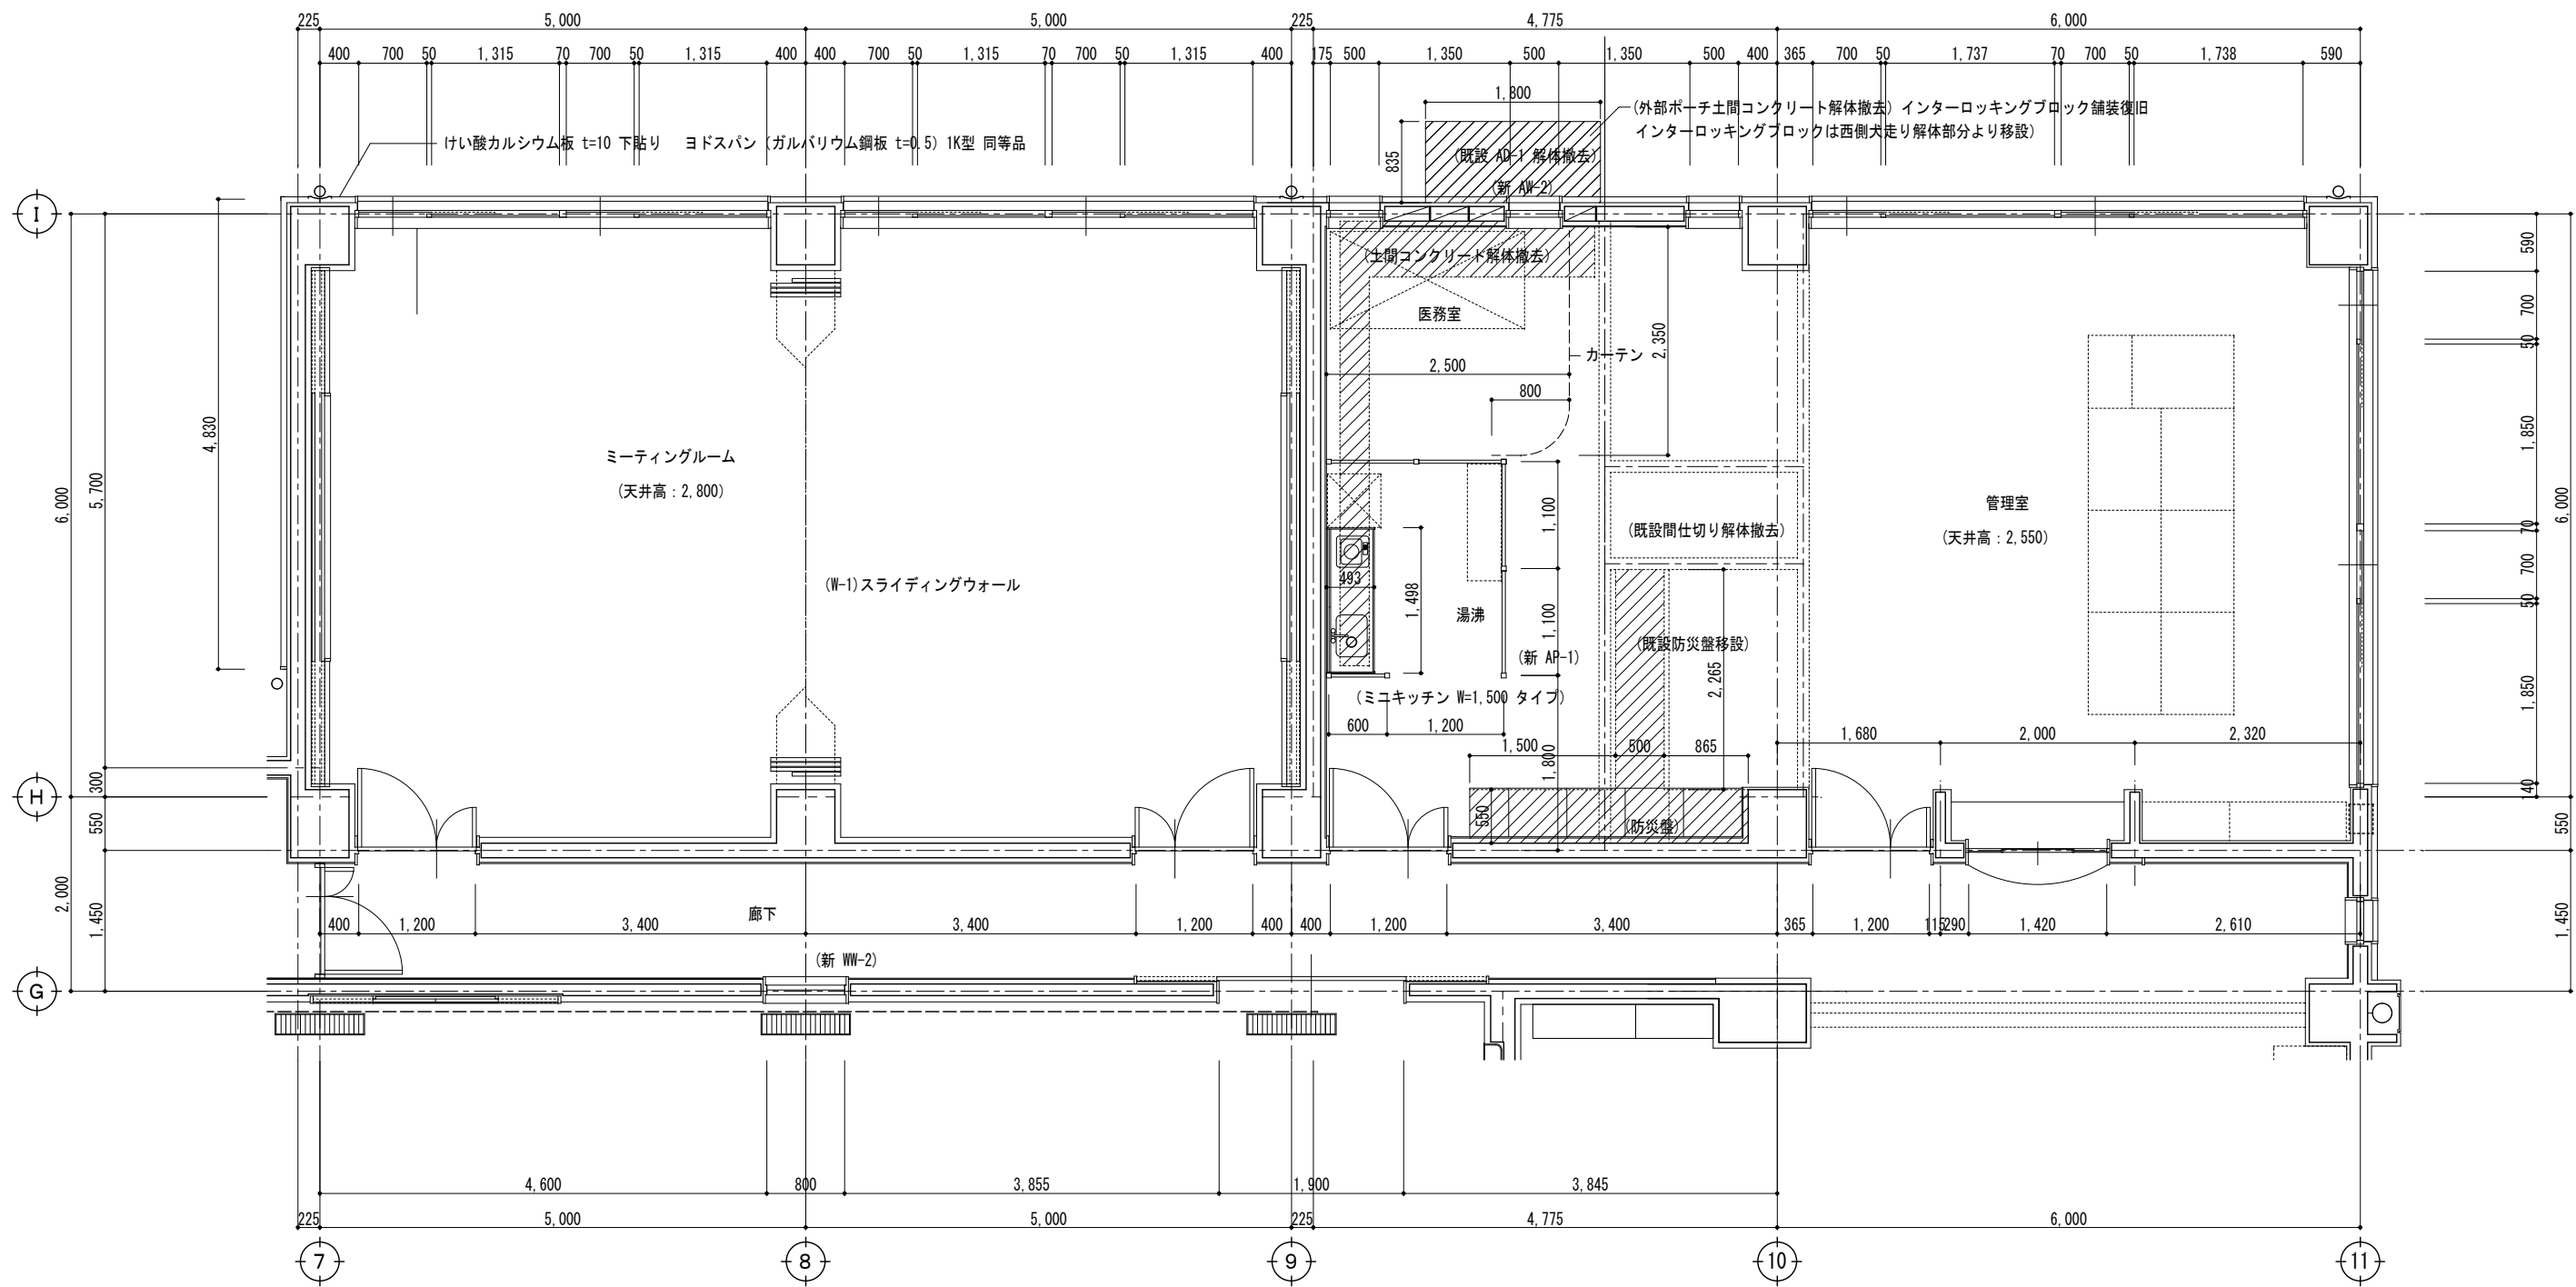 225 5,000 5,000 225 4,775 6,000
400 700 50 1,315 70 700 50 1,315 400 400 700 50 1,315 70 700 50 1,315 400 175 500 1,350 500 1,350 500 400 365 700 50 1,737 70 700 50 1,738 590
1,800
(外部ポーチ土間コンクリート解体撤去) インターロッキングブロック舗装復旧
インターロッキングブロックは西側犬走り解体部分より移設)
けい酸カルシウム板 t=10 下貼り ヨドスパン (ガルバリウム鋼板 t=0.5) 1K型 同等品
835
(既設 AD-1 解体撤去)
(新 AW-2)
I
(土間コンクリート解体撤去)
医務室
カーテン
2,350
2,500
800
4,830
6,000
5,700
ミーティングルーム
(天井高：2,800)
(W-1)スライディングウォール
1,100
(既設間仕切り解体撤去)
493
1,498
湯沸
1,100
(新 AP-1)
(既設防災盤移設)
2,265
(ミニキッチン W=1,500 タイプ)
600 1,200
1,500 500 865
1,800
550
(防災盤)
管理室
(天井高：2,550)
1,680 2,000 2,320
590
700
50
1,850
70
700
50
1,850
40
6,000
550
1,450
H
300
550
2,000
1,450
廊下
400 1,200 3,400 3,400 1,200 400 400 1,200 3,400 365 1,200 115 290 1,420 2,610
(新 WW-2)
G
4,600 800 3,855 1,900 3,845
225 5,000 5,000 225 4,775 6,000
7 8 9 10 11